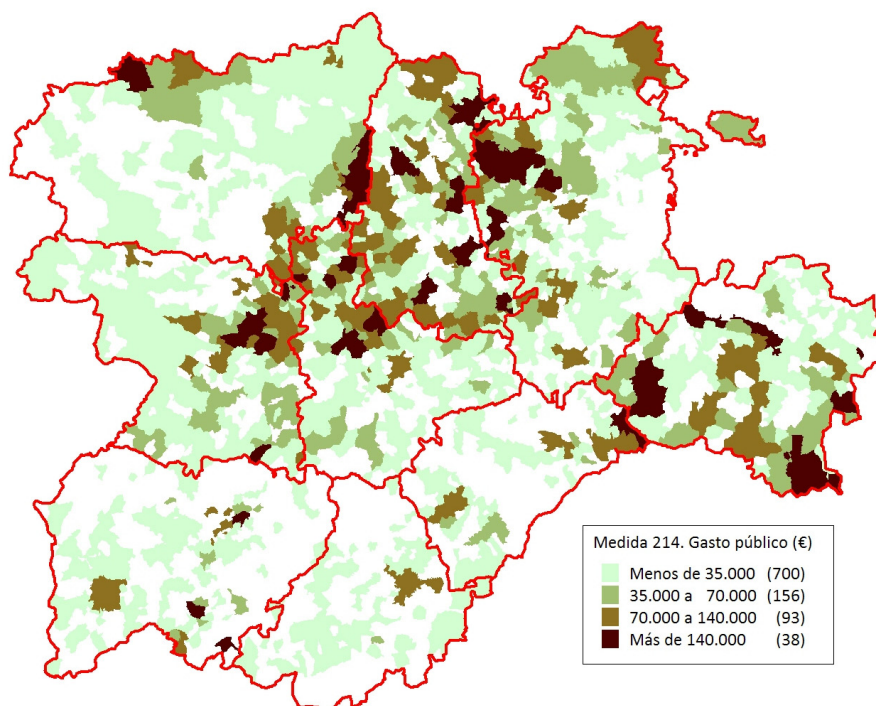 Medida 214. Gasto público (€)
Menos de 35.000 (700)
35.000 a 70.000 (156)
70.000 a 140.000 (93)
Más de 140.000 (38)